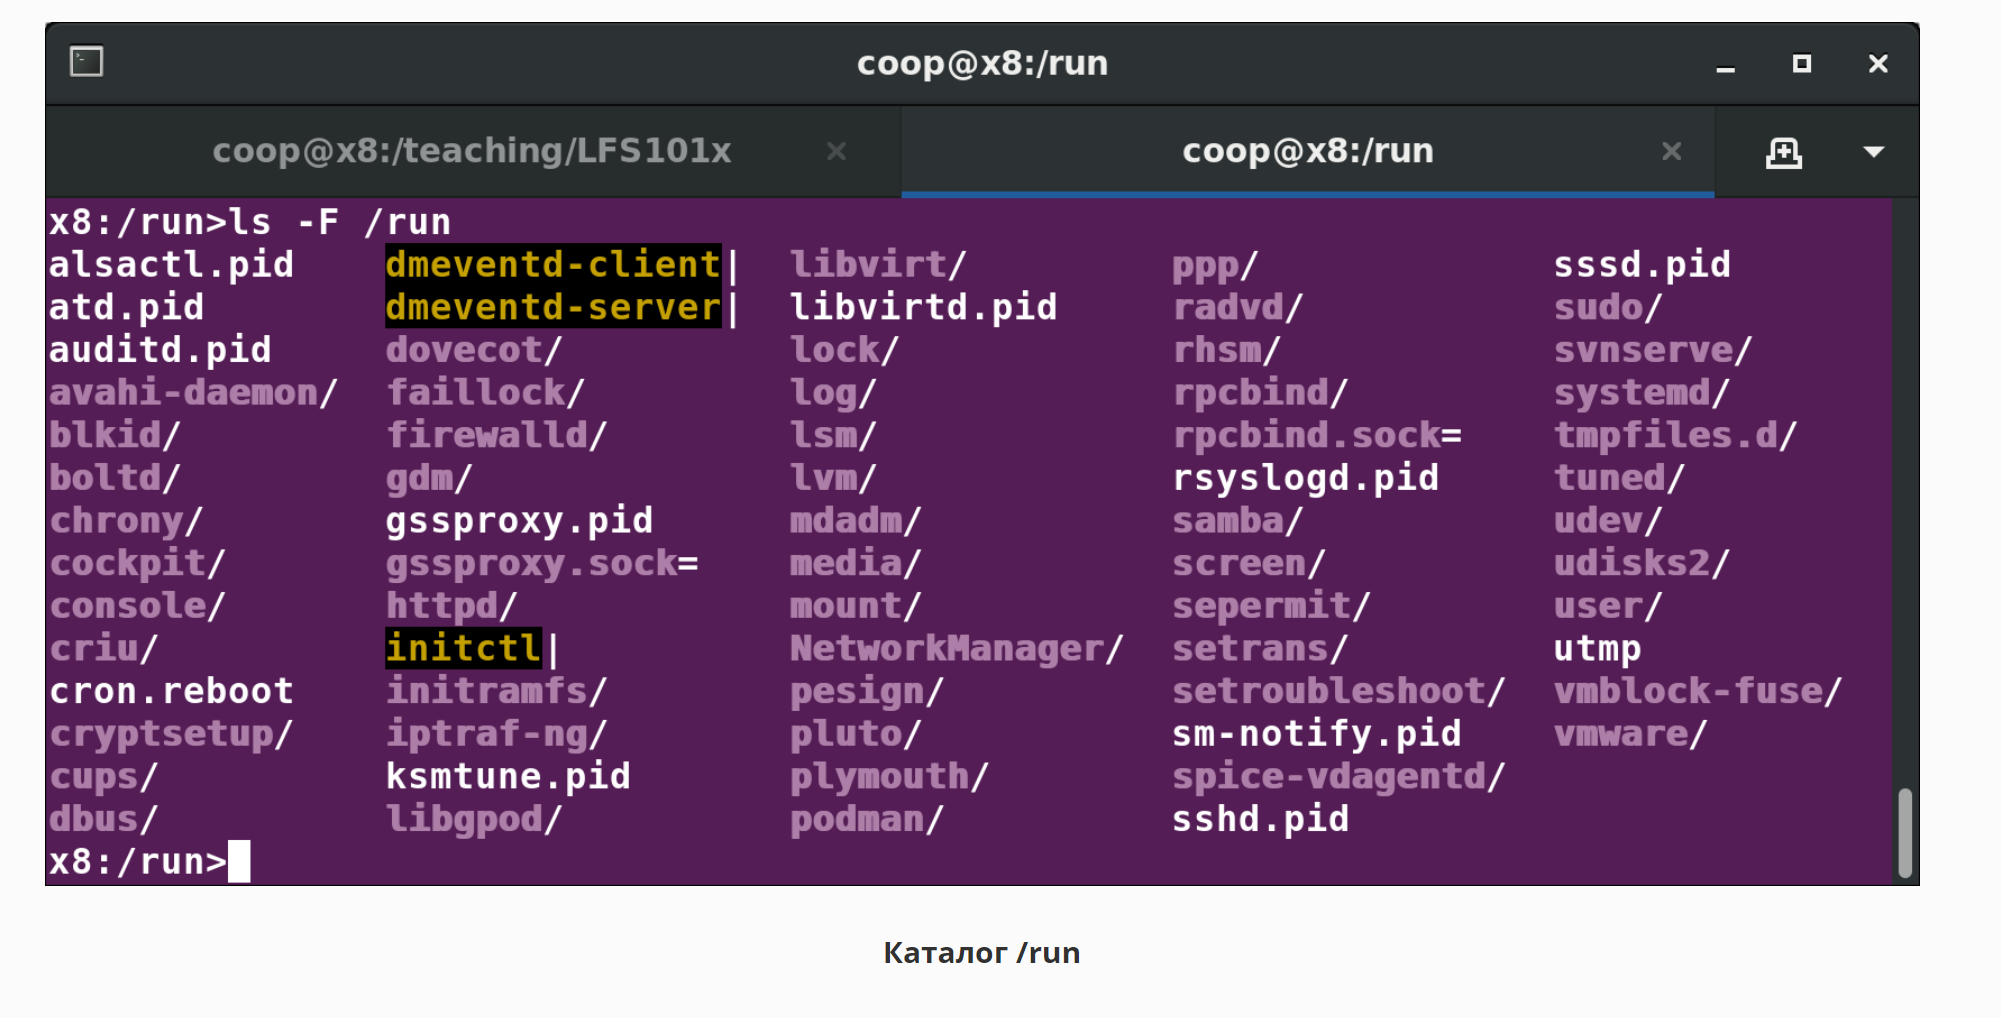 coop@x8:/run
coop@x8:/teaching/LFS101x coop@x8:/run
x8:/run>ls -F /run
alsactl.pid dmeventd-client| libvirt/ ppp/ sssd.pid
atd.pid dmeventd-server| libvirtd.pid radvd/ sudo/
auditd.pid dovecot/ lock/ rhsm/ svnserve/
avahi-daemon/ faillock/ log/ rpcbind/ systemd/
blkid/ firewalld/ lsm/ rpcbind.sock= tmpfiles.d/
boltd/ gdm/ lvm/ rsyslogd.pid tuned/
chrony/ gssproxy.pid mdadm/ samba/ udev/
cockpit/ gssproxy.sock= media/ screen/ udisks2/
console/ httpd/ mount/ sepermit/ user/
criu/ initctl| NetworkManager/ setrans/ utmp
cron.reboot initramfs/ pesign/ setroubleshoot/ vmblock-fuse/
cryptsetup/ iptraf-ng/ pluto/ sm-notify.pid vmware/
cups/ ksmtune.pid plymouth/ spice-vdagentd/
dbus/ libgpod/ podman/ sshd.pid
x8:/run>
Каталог /run